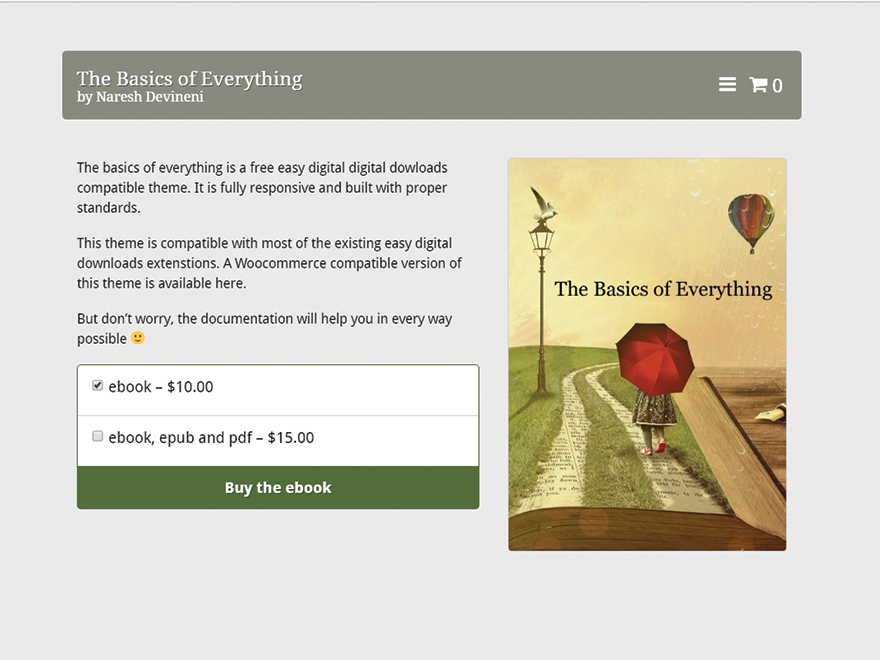 The Basics of Everything
by Naresh Devineni
0
The basics of everything is a free easy digital digital dowloads
compatible theme. It is fully responsive and built with proper
standards.
This theme is compatible with most of the existing easy digital
downloads extenstions. A Woocommerce compatible version of
this theme is available here.
But don’t worry, the documentation will help you in every way
possible 🙂
ebook – $10.00
ebook, epub and pdf – $15.00
Buy the ebook
The Basics of Everything